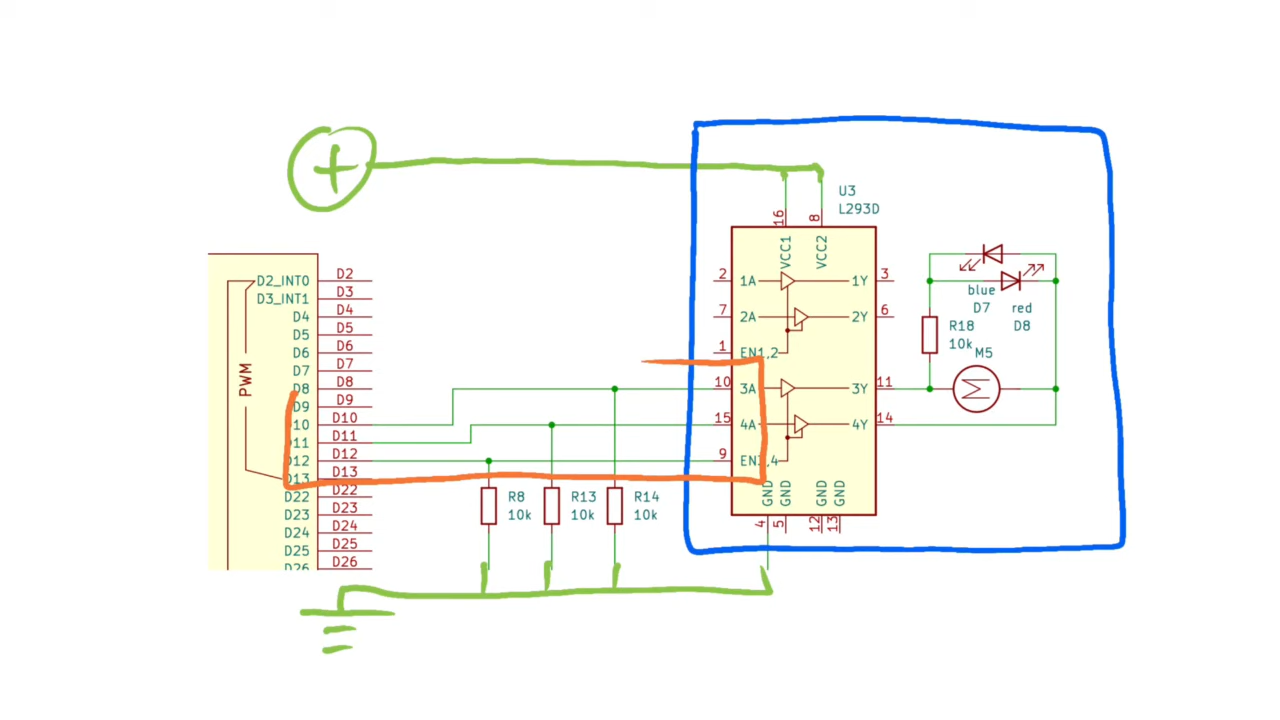 U3
L293D
16
8
VCC1
VCC2
D2_INT0 D2
D3_INT1 D3
D4 D4
D5 D5
D6 D6
D7 D7
D8 D8
D9 D9
10 D10
11 D11
D12 D12
D13 D13
D22 D22
D23 D23
D24 D24
D25 D25
D26 D26
PWM
2 1A 1Y 3
7 2A 2Y 6
1 EN1,2
10 3A 3Y 11
15 4A 4Y 14
9 EN3,4
GND GND GND GND
4 5 12 13
R8
10k
R13
10k
R14
10k
blue
D7
red
D8
R18
10k
M5